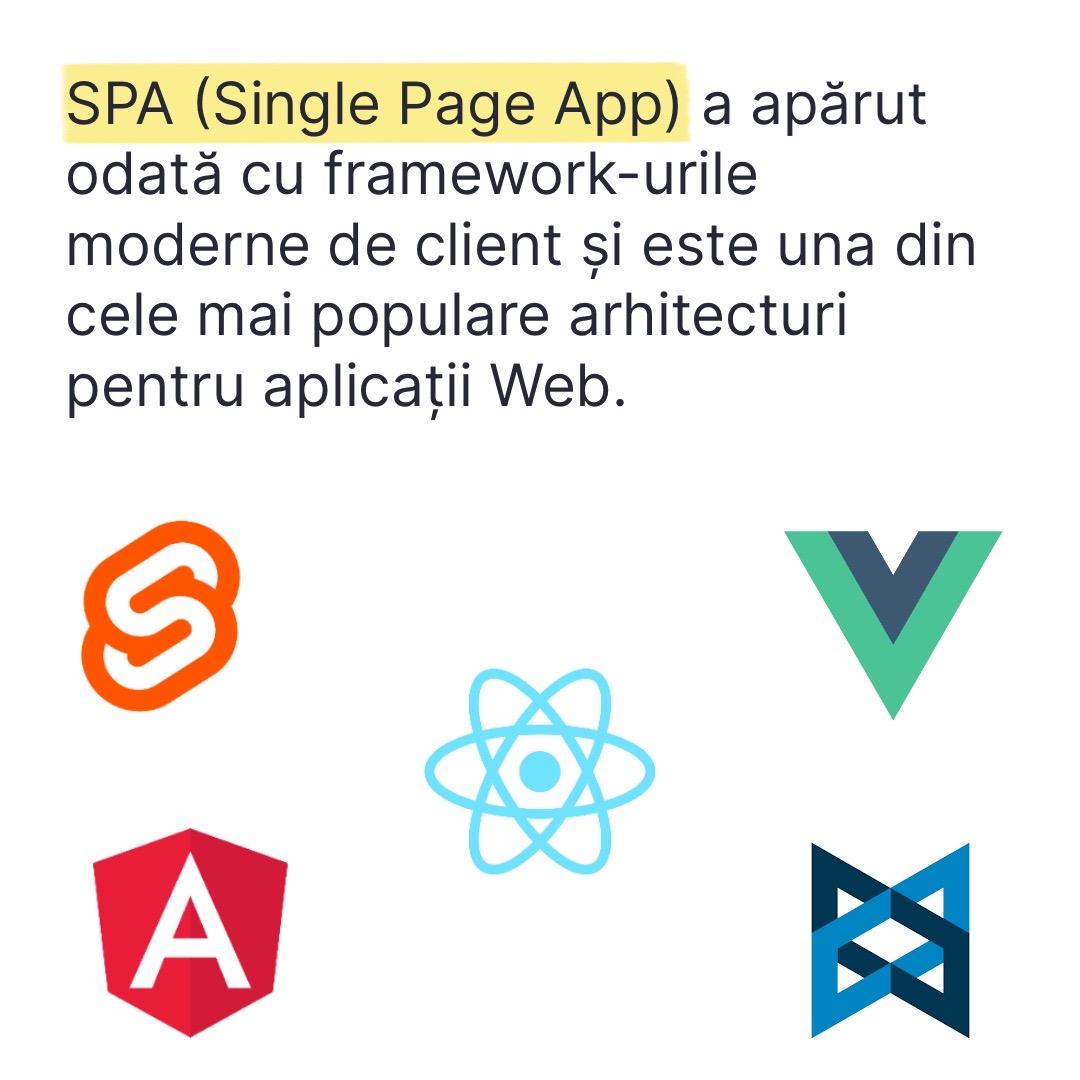 SPA (Single Page App) a apărut
odată cu framework-urile
moderne de client și este una din
cele mai populare arhitecturi
pentru aplicații Web.